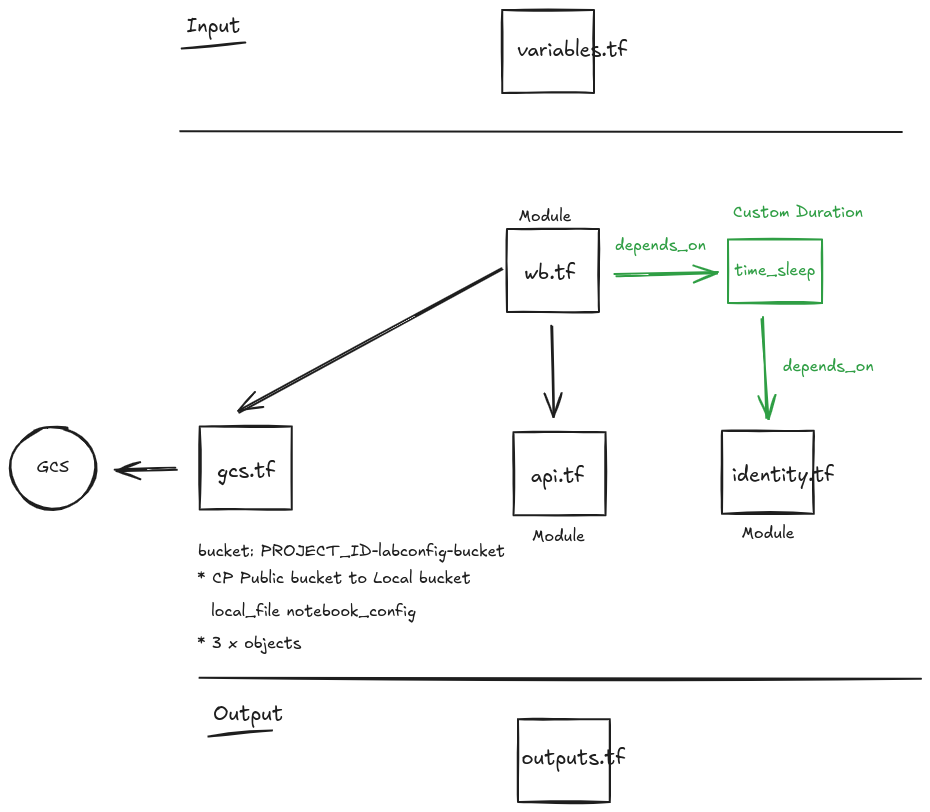 Input
variables.tf
Custom Duration
Module
depends_on
wb.tf
time_sleep
depends_on
GCS
gcs.tf
api.tf
identity.tf
Module
Module
bucket: PROJECT_ID-labconfig-bucket
* CP Public bucket to Local bucket
local_file notebook_config
* 3 x objects
Output
outputs.tf